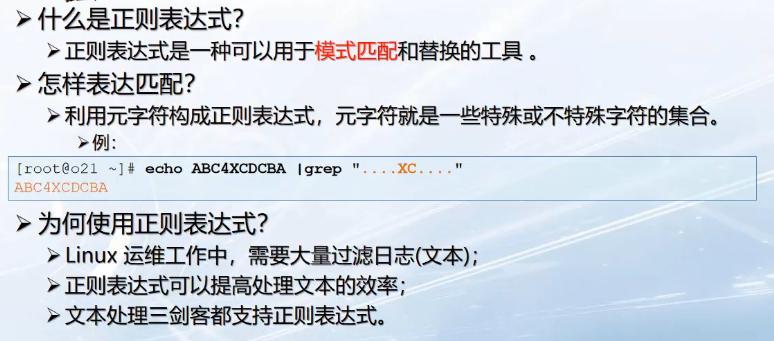 ➢ 什么是正则表达式？
➢ 正则表达式是一种可以用于模式匹配和替换的工具 。
➢ 怎样表达匹配？
➢ 利用元字符构成正则表达式，元字符就是一些特殊或不特殊字符的集合。
➢ 例：
[root@o21 ~]# echo ABC4XCDCBA |grep "....XC...."
ABC4XCDCBA
➢ 为何使用正则表达式？
➢ Linux 运维工作中，需要大量过滤日志(文本)；
➢ 正则表达式可以提高处理文本的效率；
➢ 文本处理三剑客都支持正则表达式。